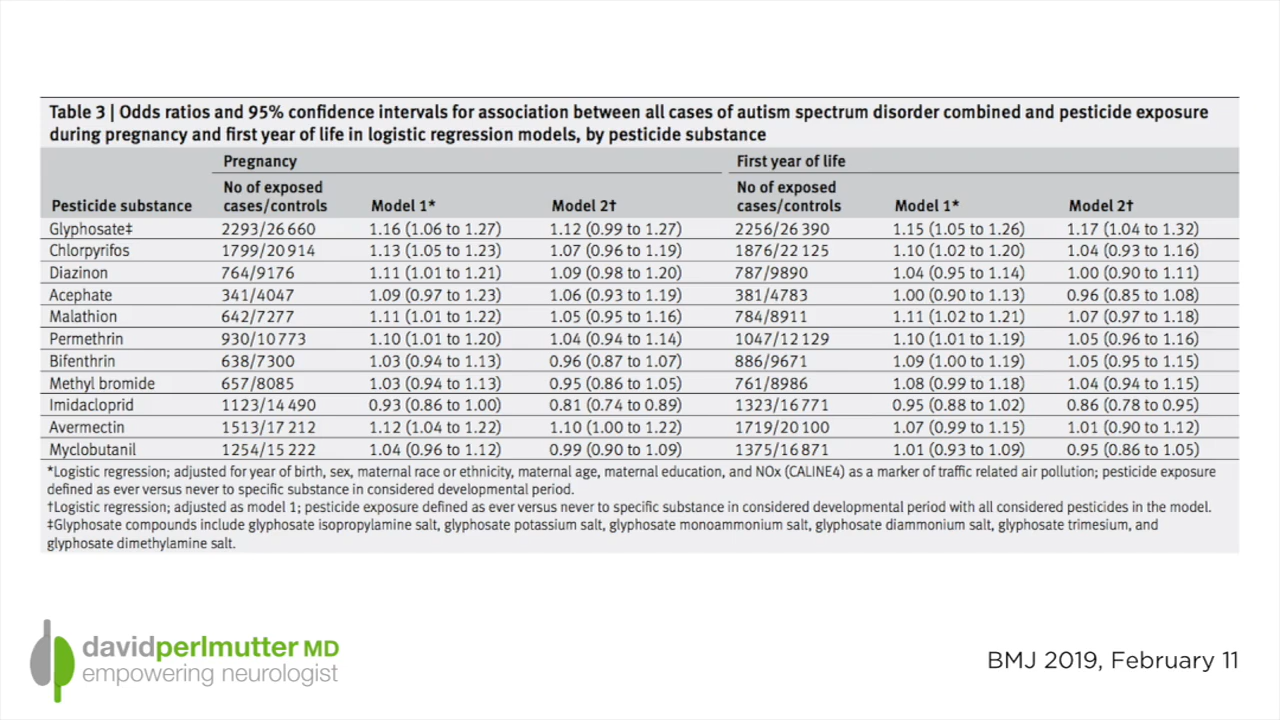 Table 3 | Odds ratios and 95% confidence intervals for association between all cases of autism spectrum disorder combined and pesticide exposure
during pregnancy and first year of life in logistic regression models, by pesticide substance
Pregnancy First year of life
No of exposed No of exposed
Pesticide substance cases/controls Model 1* Model 2† cases/controls Model 1* Model 2†
Glyphosate‡ 2293/26 660 1.16 (1.06 to 1.27) 1.12 (0.99 to 1.27) 2256/26 390 1.15 (1.05 to 1.26) 1.17 (1.04 to 1.32)
Chlorpyrifos 1799/20 914 1.13 (1.05 to 1.23) 1.07 (0.96 to 1.19) 1876/22 125 1.10 (1.02 to 1.20) 1.04 (0.93 to 1.16)
Diazinon 764/9176 1.11 (1.01 to 1.21) 1.09 (0.98 to 1.20) 787/9890 1.04 (0.95 to 1.14) 1.00 (0.90 to 1.11)
Acephate 341/4047 1.09 (0.97 to 1.23) 1.06 (0.93 to 1.19) 381/4783 1.00 (0.90 to 1.13) 0.96 (0.85 to 1.08)
Malathion 642/7277 1.11 (1.01 to 1.22) 1.05 (0.95 to 1.16) 784/8911 1.11 (1.02 to 1.21) 1.07 (0.97 to 1.18)
Permethrin 930/10 773 1.10 (1.01 to 1.20) 1.04 (0.94 to 1.14) 1047/12 129 1.10 (1.01 to 1.19) 1.05 (0.96 to 1.16)
Bifenthrin 638/7300 1.03 (0.94 to 1.13) 0.96 (0.87 to 1.07) 886/9671 1.09 (1.00 to 1.19) 1.05 (0.95 to 1.15)
Methyl bromide 657/8085 1.03 (0.94 to 1.13) 0.95 (0.86 to 1.05) 761/8986 1.08 (0.99 to 1.18) 1.04 (0.94 to 1.15)
Imidacloprid 1123/14 490 0.93 (0.86 to 1.00) 0.81 (0.74 to 0.89) 1323/16 771 0.95 (0.88 to 1.02) 0.86 (0.78 to 0.95)
Avermectin 1513/17 212 1.12 (1.04 to 1.22) 1.10 (1.00 to 1.22) 1719/20 100 1.07 (0.99 to 1.15) 1.01 (0.90 to 1.12)
Myclobutanil 1254/15 222 1.04 (0.96 to 1.12) 0.99 (0.90 to 1.09) 1375/16 871 1.01 (0.93 to 1.09) 0.95 (0.86 to 1.05)
*Logistic regression; adjusted for year of birth, sex, maternal race or ethnicity, maternal age, maternal education, and NOx (CALINE4) as a marker of traffic related air pollution; pesticide exposure
defined as ever versus never to specific substance in considered developmental period.
†Logistic regression; adjusted as model 1; pesticide exposure defined as ever versus never to specific substance in considered developmental period with all considered pesticides in the model.
‡Glyphosate compounds include glyphosate isopropylamine salt, glyphosate potassium salt, glyphosate monoammonium salt, glyphosate diammonium salt, glyphosate trimesium, and
glyphosate dimethylamine salt.
davidperlmutter MD
empowering neurologist
BMJ 2019, February 11